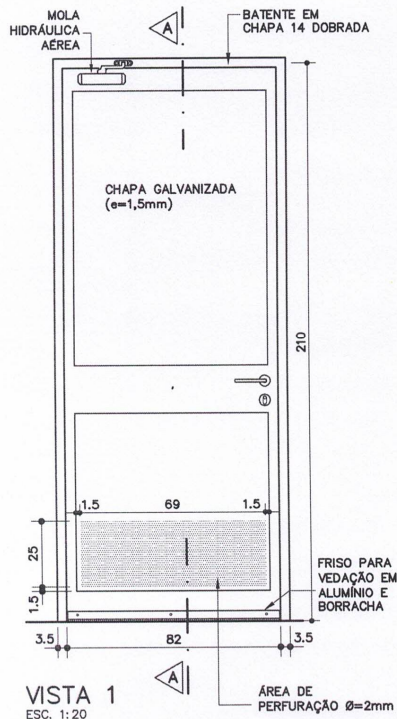 MOLA
HIDRÁULICA
AÉREA
A
BATENTE EM
CHAPA 14 DOBRADA
CHAPA GALVANIZADA
(e=1,5mm)
210
1.5 69 1.5
25
1.5
FRISO PARA
VEDAÇÃO EM
ALUMÍNIO E
BORRACHA
3.5 82 3.5
A
VISTA 1
ESC. 1:20
ÁREA DE
PERFURAÇÃO Ø=2mm